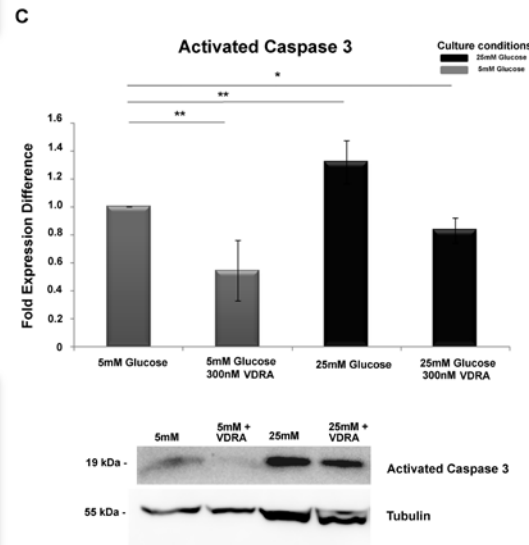 C
Activated Caspase 3
Culture conditions
25mM Glucose
5mM Glucose
*
**
**
Fold Expression Difference
1.6
1.4
1.2
1.0
0.8
0.6
0.4
0.2
0
5mM Glucose
5mM Glucose
300nM VDRA
25mM Glucose
25mM Glucose
300nM VDRA
5mM
5mM +
VDRA
25mM
25mM +
VDRA
19 kDa -
Activated Caspase 3
55 kDa -
Tubulin